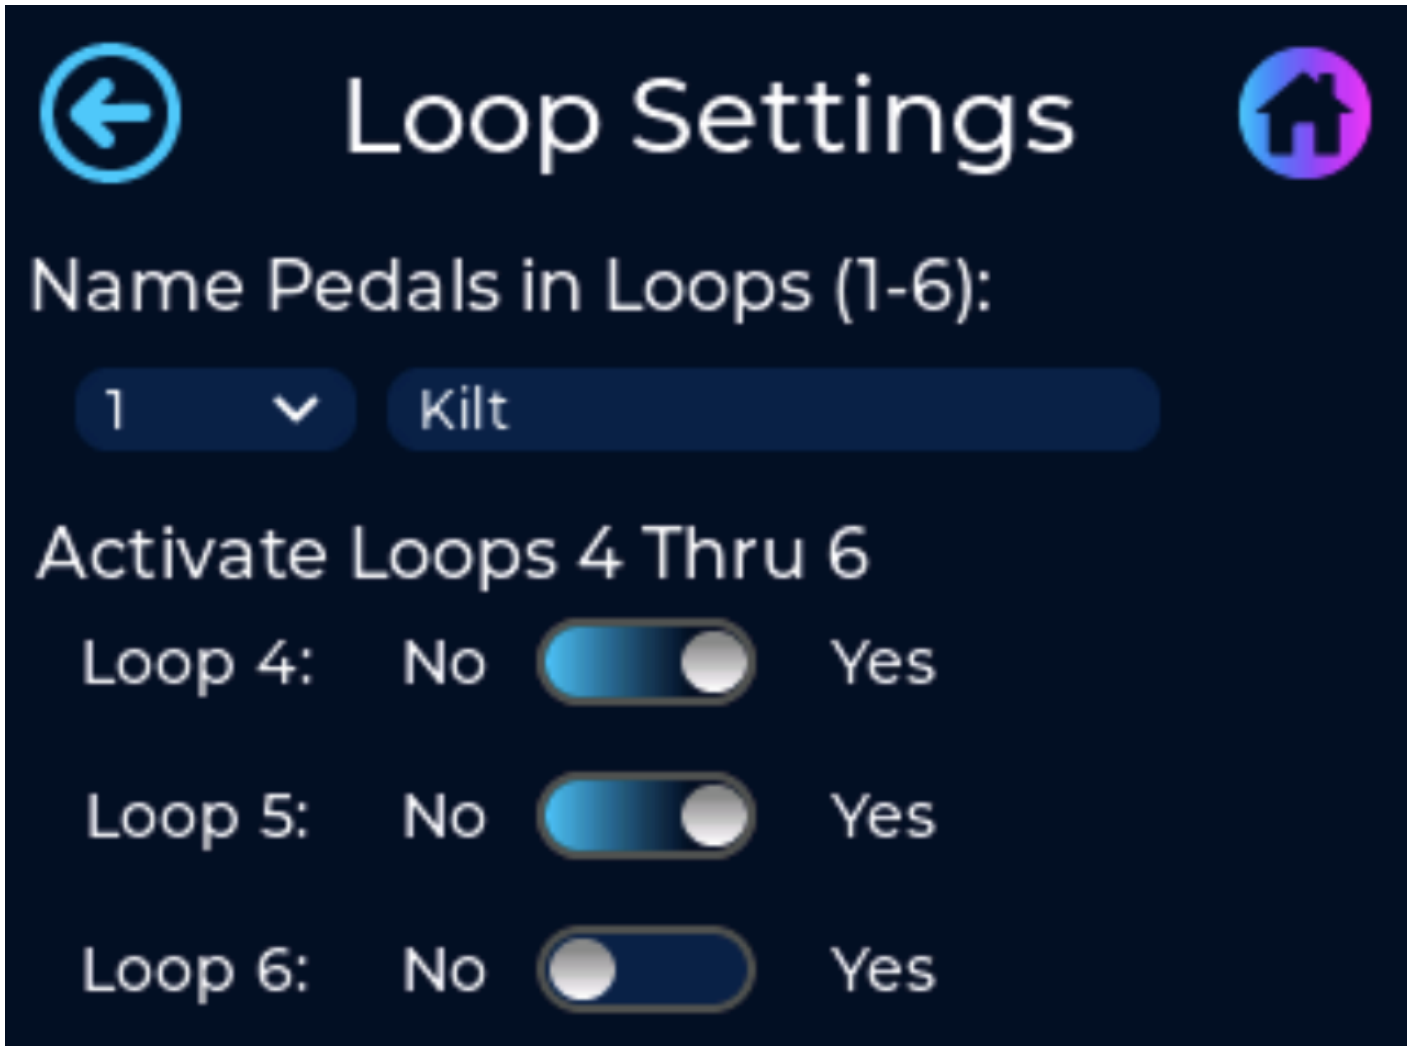 Loop Settings
Name Pedals in Loops (1-6):
1 Kilt
Activate Loops 4 Thru 6
Loop 4: No Yes
Loop 5: No Yes
Loop 6: No Yes